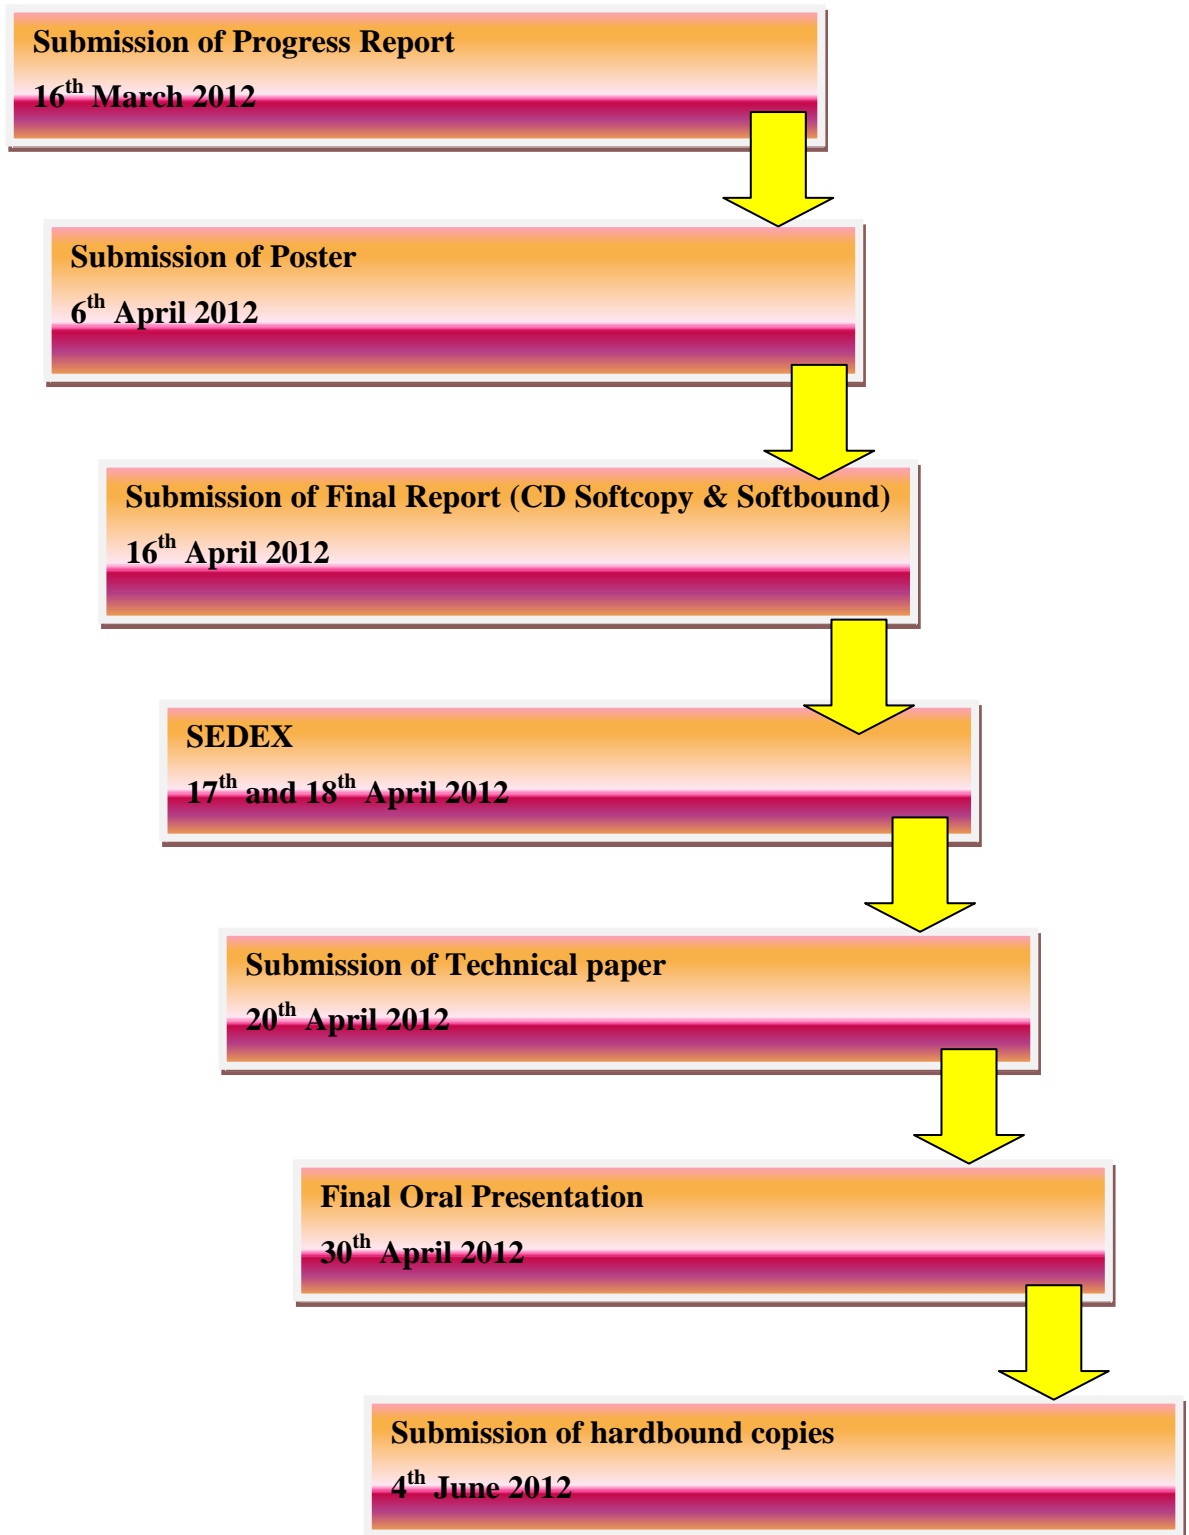 Submission of Progress Report
16th March 2012
Submission of Poster
6th April 2012
Submission of Final Report (CD Softcopy & Softbound)
16th April 2012
SEDEX
17th and 18th April 2012
Submission of Technical paper
20th April 2012
Final Oral Presentation
30th April 2012
Submission of hardbound copies
4th June 2012